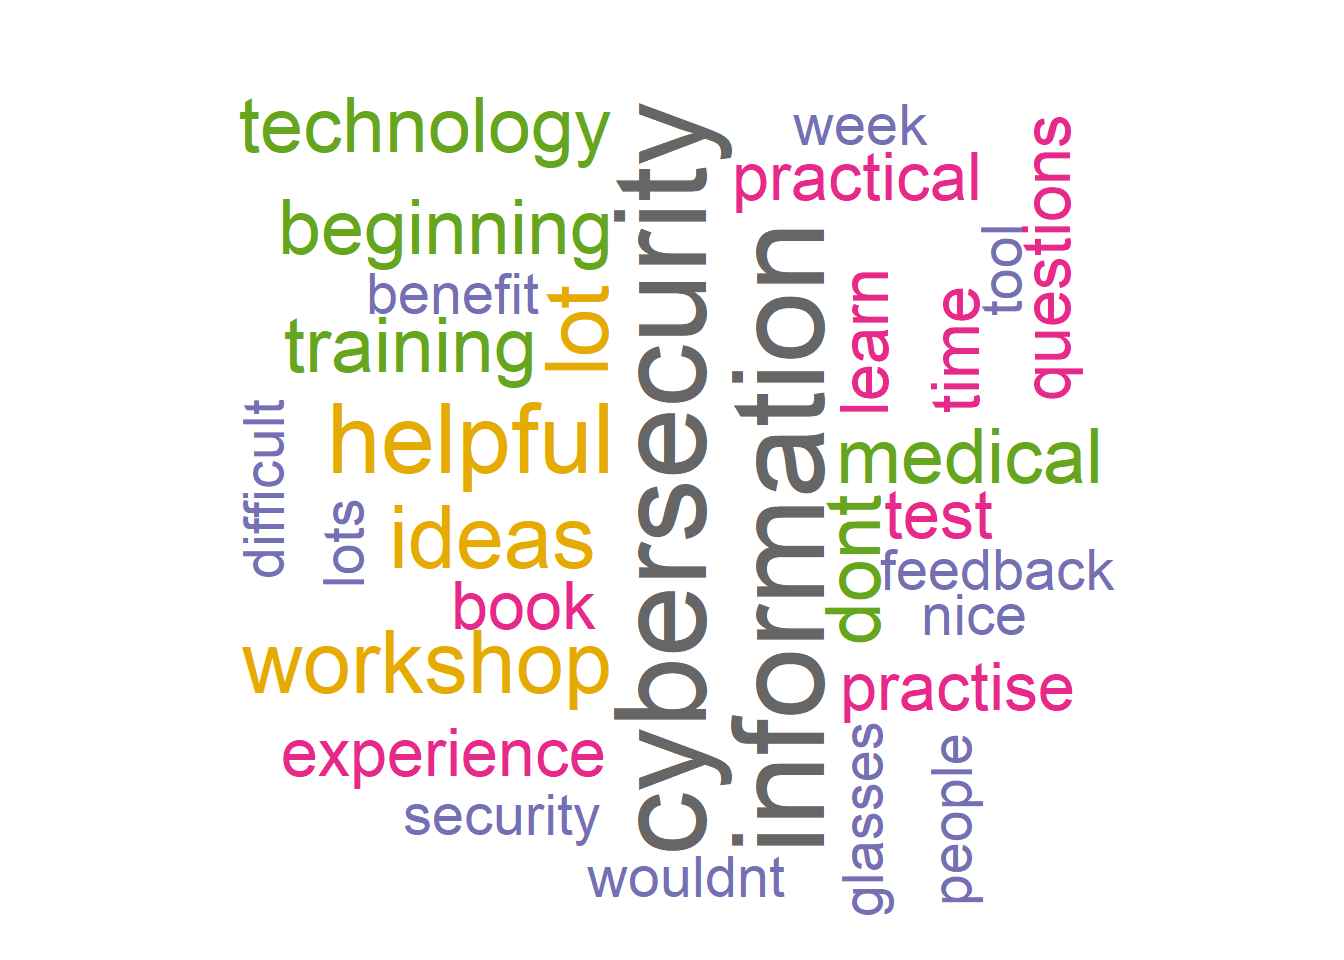 technology
beginning
benefit
training
lot
helpful
difficult
lots
ideas
book
workshop
experience
security
cybersecurity
information
wouldnt
week
practical
questions
tool
learn
time
medical
dont
test
feedback
nice
practise
glasses
people